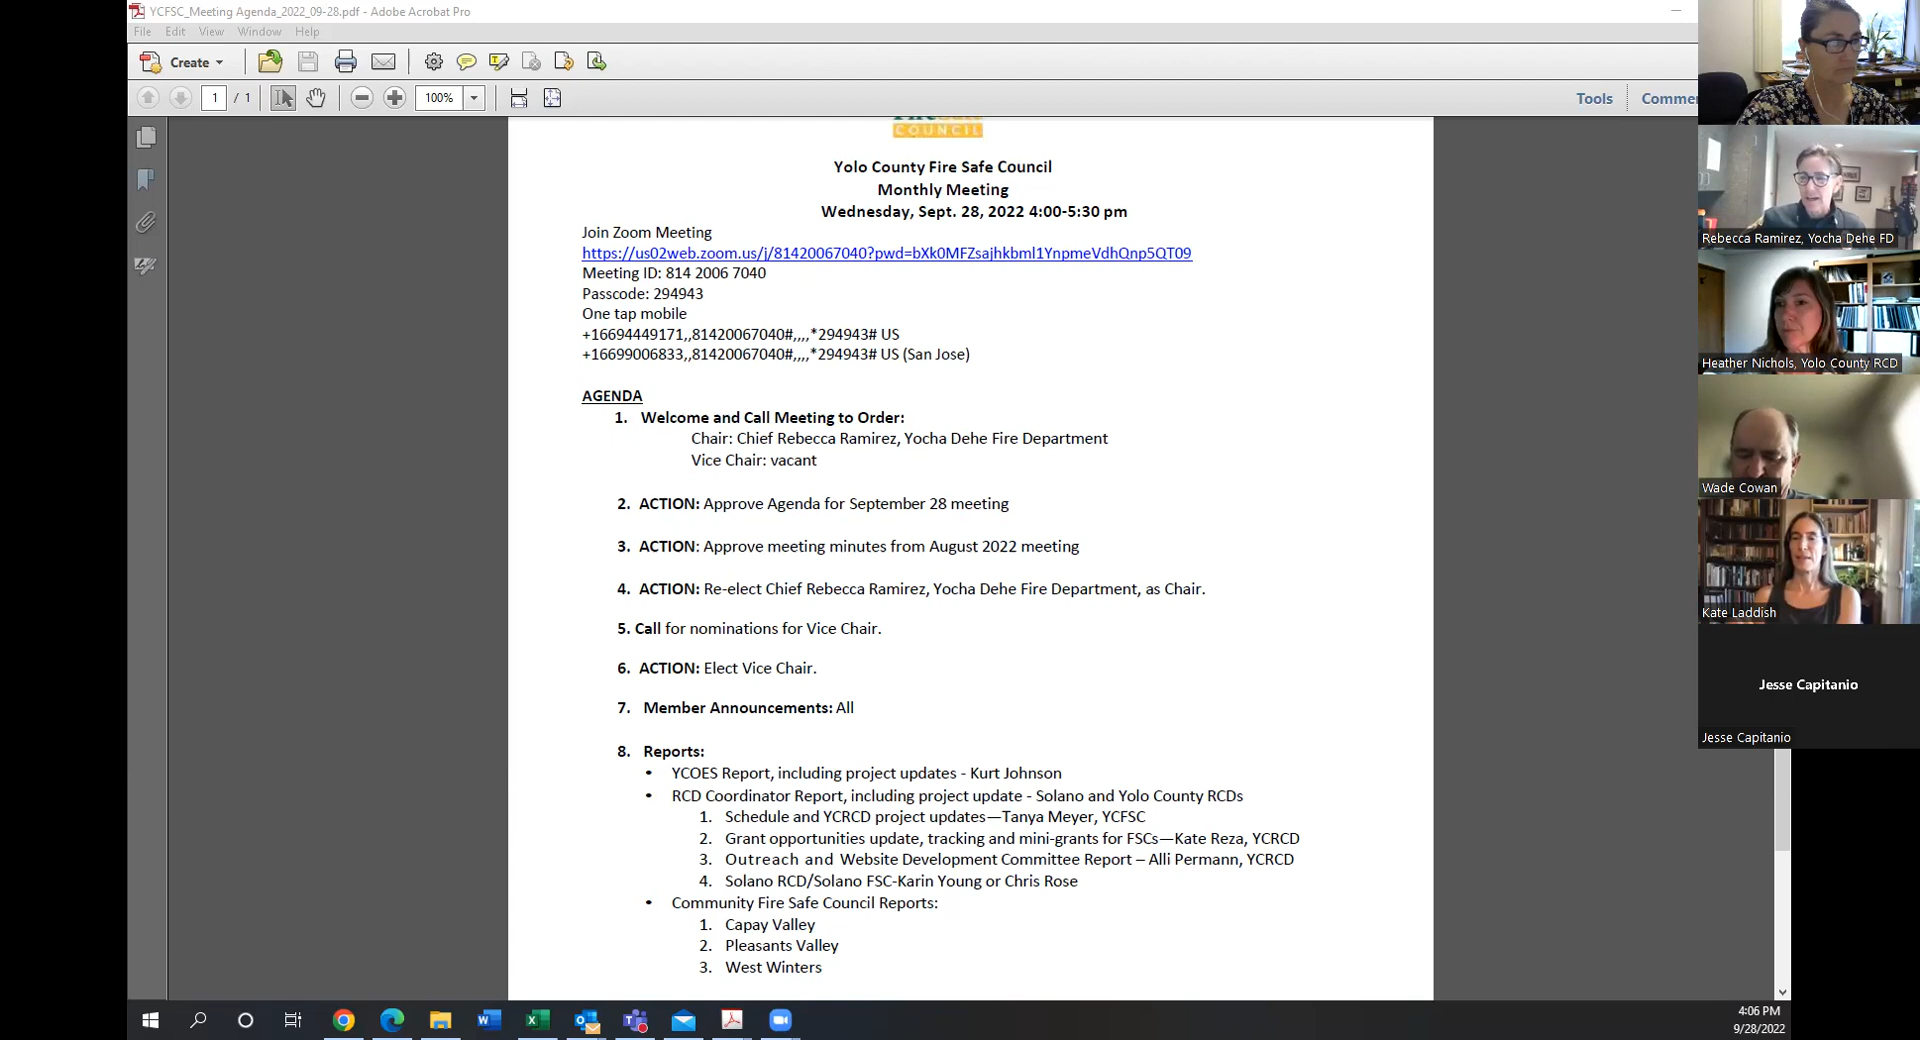 YCFSC_Meeting Agenda_2022_09-28.pdf - Adobe Acrobat Pro
File Edit View Window Help
Create
1 / 1 100% Tools
COUNCIL
Yolo County Fire Safe Council
Monthly Meeting
Wednesday, Sept. 28, 2022 4:00-5:30 pm
Join Zoom Meeting
https://us02web.zoom.us/j/81420067040?pwd=bXk0MFZsajhkbml1YnpmeVdhQnp5QT09
Meeting ID: 814 2006 7040
Passcode: 294943
One tap mobile
+16694449171,,81420067040#,,,,*294943# US
+16699006833,,81420067040#,,,,*294943# US (San Jose)
AGENDA
1. Welcome and Call Meeting to Order:
Chair: Chief Rebecca Ramirez, Yocha Dehe Fire Department
Vice Chair: vacant
2. ACTION: Approve Agenda for September 28 meeting
3. ACTION: Approve meeting minutes from August 2022 meeting
4. ACTION: Re-elect Chief Rebecca Ramirez, Yocha Dehe Fire Department, as Chair.
5. Call for nominations for Vice Chair.
6. ACTION: Elect Vice Chair.
7. Member Announcements: All
8. Reports:
• YCOES Report, including project updates - Kurt Johnson
• RCD Coordinator Report, including project update - Solano and Yolo County RCDs
1. Schedule and YCRCD project updates—Tanya Meyer, YCFSC
2. Grant opportunities update, tracking and mini-grants for FSCs—Kate Reza, YCRCD
3. Outreach and Website Development Committee Report – Alli Permann, YCRCD
4. Solano RCD/Solano FSC-Karin Young or Chris Rose
• Community Fire Safe Council Reports:
1. Capay Valley
2. Pleasants Valley
3. West Winters
Rebecca Ramirez, Yocha Dehe FD
Heather Nichols, Yolo County RCD
Wade Cowan
Kate Laddish
Jesse Capitanio
Jesse Capitanio
4:06 PM
9/28/2022